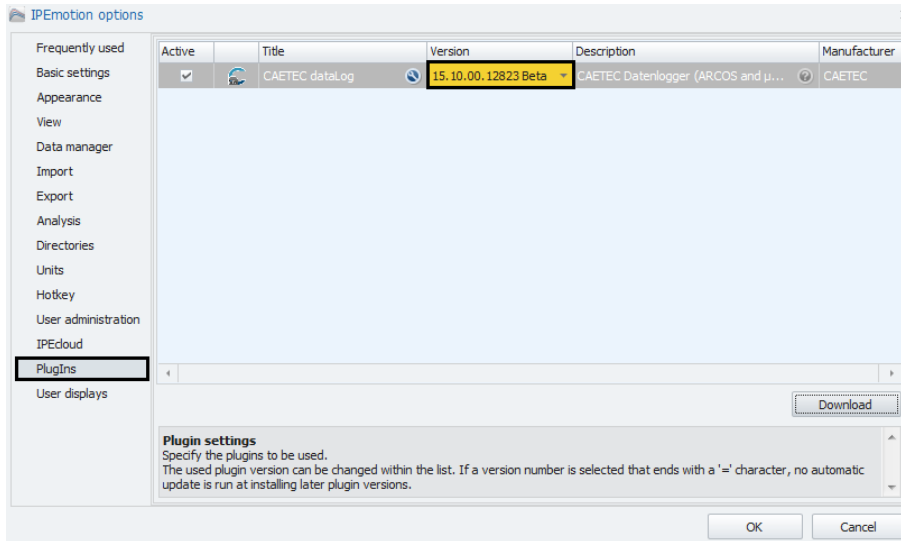 IPEmotion options
Frequently used
Basic settings
Appearance
View
Data manager
Import
Export
Analysis
Directories
Units
Hotkey
User administration
IPEcloud
PlugIns
User displays
Active Title Version Description Manufacturer
CAETEC dataLog 15.10.00.12823 Beta CAETEC Datenlogger (ARCOS and µ... CAETEC
Download
Plugin settings
Specify the plugins to be used.
The used plugin version can be changed within the list. If a version number is selected that ends with a '=' character, no automatic
update is run at installing later plugin versions.
OK Cancel